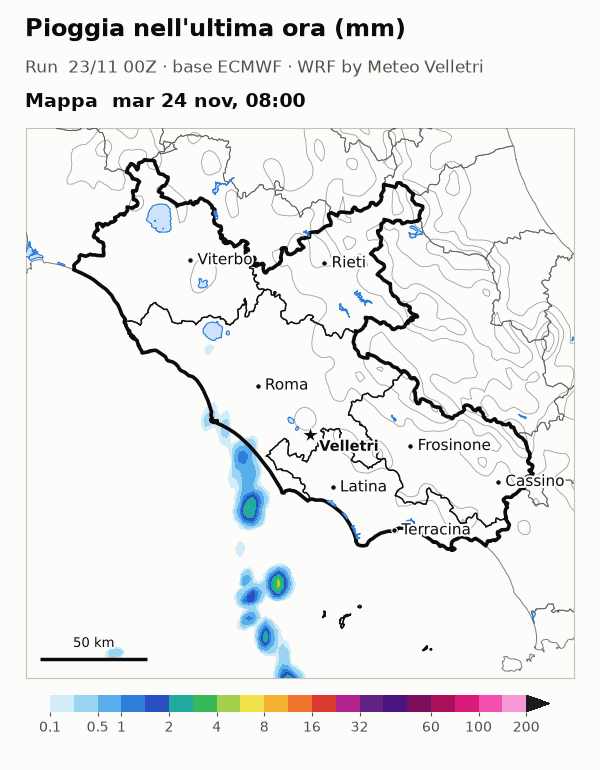 Pioggia nell'ultima ora (mm)
Run  23/11 00Z · base ECMWF · WRF by Meteo Velletri
Mappa  mar 24 nov, 08:00
Viterbo
Rieti
Roma
Velletri
Frosinone
Latina
Cassino
Terracina
50 km
0.1 0.5 1 2 4 8 16 32 60 100 200